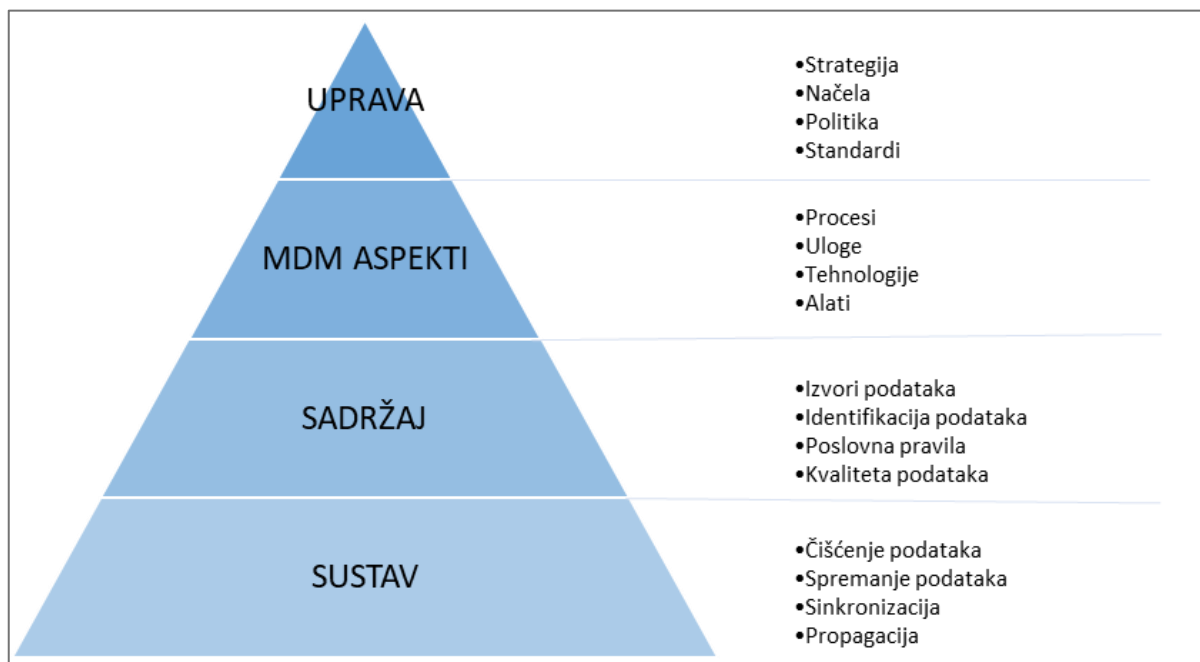 UPRAVA
•Strategija
•Načela
•Politika
•Standardi
MDM ASPEKTI
•Procesi
•Uloge
•Tehnologije
•Alati
SADRŽAJ
•Izvori podataka
•Identifikacija podataka
•Poslovna pravila
•Kvaliteta podataka
SUSTAV
•Čišćenje podataka
•Spremanje podataka
•Sinkronizacija
•Propagacija